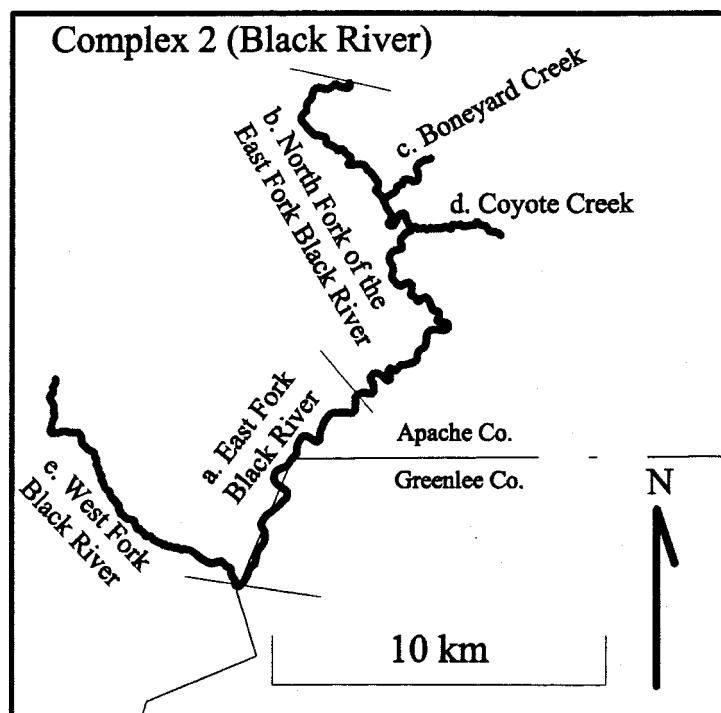 Complex 2 (Black River)
c. Boneyard Creek
b. North Fork of the
East Fork Black River
d. Coyote Creek
a. East Fork
Black River
Apache Co.
Greenlee Co.
e. West Fork
Black River
N
10 km